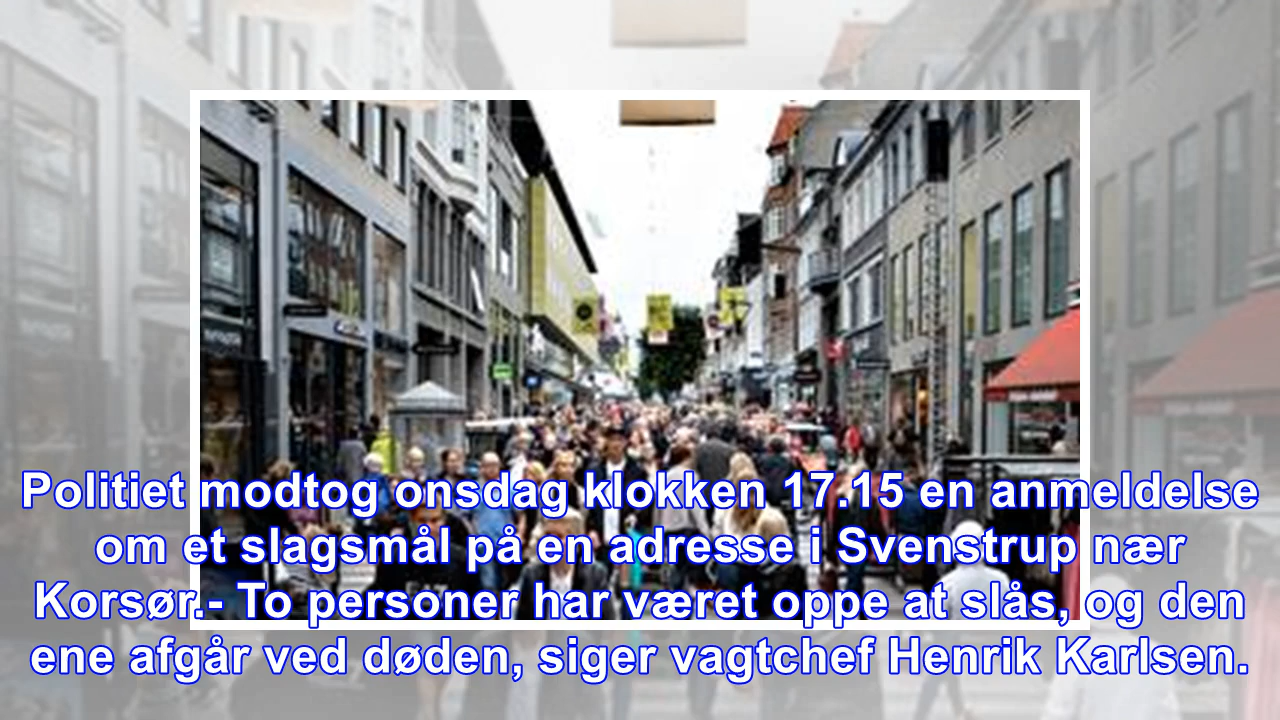 Politiet modtog onsdag klokken 17.15 en anmeldelse
om et slagsmål på en adresse i Svenstrup nær
Korsør.- To personer har været oppe at slås, og den
ene afgår ved døden, siger vagtchef Henrik Karlsen.